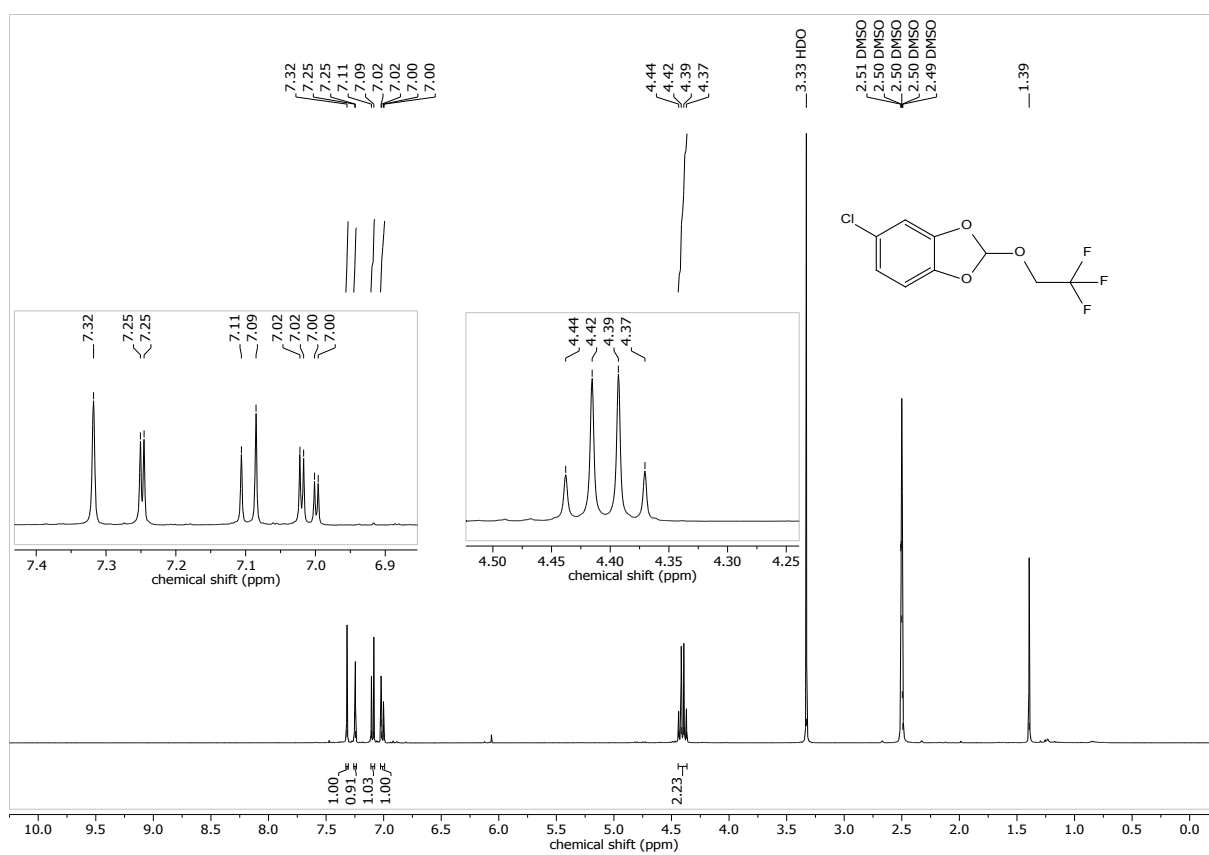 7.32
7.25
7.25
7.11
7.09
7.02
7.02
7.00
7.00
4.44
4.42
4.39
4.37
3.33 HDO
2.51 DMSO
2.50 DMSO
2.50 DMSO
2.50 DMSO
2.49 DMSO
1.39
Cl
O
O
O
F
F
F
7.32
7.25
7.25
7.11
7.09
7.02
7.02
7.00
7.00
7.4 7.3 7.2 7.1 7.0 6.9
chemical shift (ppm)
4.44
4.42
4.39
4.37
4.50 4.45 4.40 4.35 4.30 4.25
chemical shift (ppm)
1.00
0.91
1.03
1.00
2.23
10.0 9.5 9.0 8.5 8.0 7.5 7.0 6.5 6.0 5.5 5.0 4.5 4.0 3.5 3.0 2.5 2.0 1.5 1.0 0.5 0.0
chemical shift (ppm)